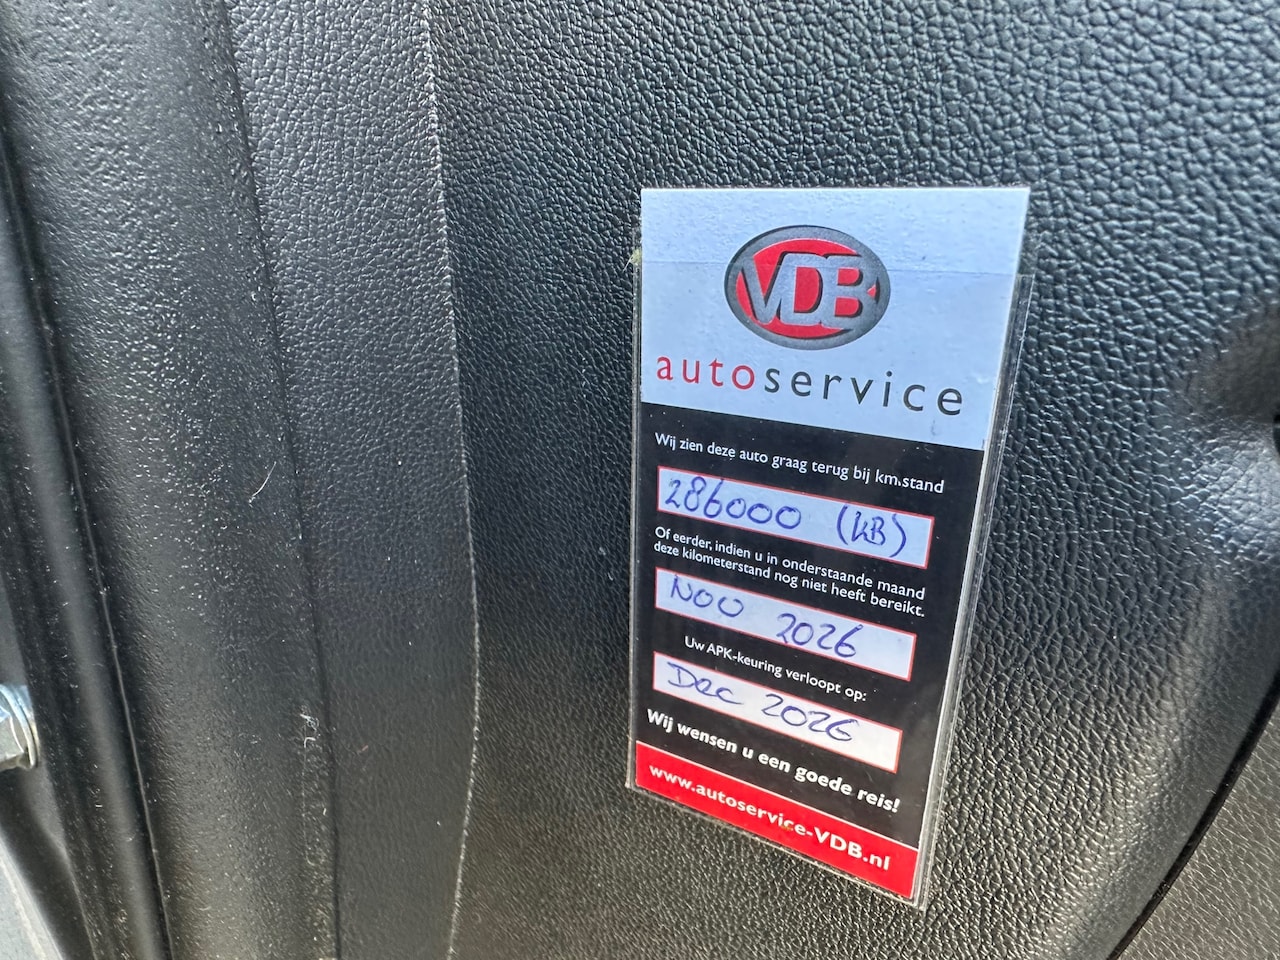 VDB
autoservice
Wij zien deze auto graag terug bij km.stand
286000 (KB)
Of eerder, indien u in onderstaande maand
deze kilometerstand nog niet heeft bereikt.
Nov 2026
Uw APK-keuring verloopt op:
Dec 2026
Wij wensen u een goede reis!
www.autoservice-VDB.nl